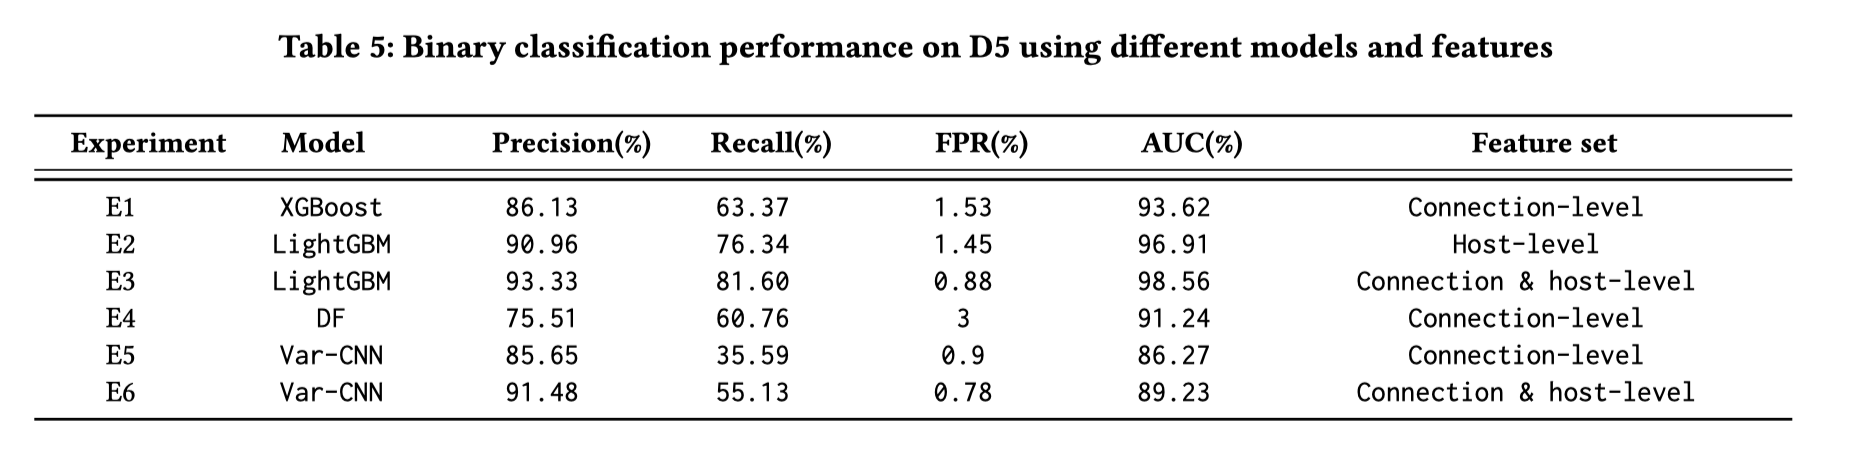 Table 5: Binary classification performance on D5 using different models and features
Experiment Model Precision(%) Recall(%) FPR(%) AUC(%) Feature set
E1 XGBoost 86.13 63.37 1.53 93.62 Connection-level
E2 LightGBM 90.96 76.34 1.45 96.91 Host-level
E3 LightGBM 93.33 81.60 0.88 98.56 Connection & host-level
E4 DF 75.51 60.76 3 91.24 Connection-level
E5 Var-CNN 85.65 35.59 0.9 86.27 Connection-level
E6 Var-CNN 91.48 55.13 0.78 89.23 Connection & host-level